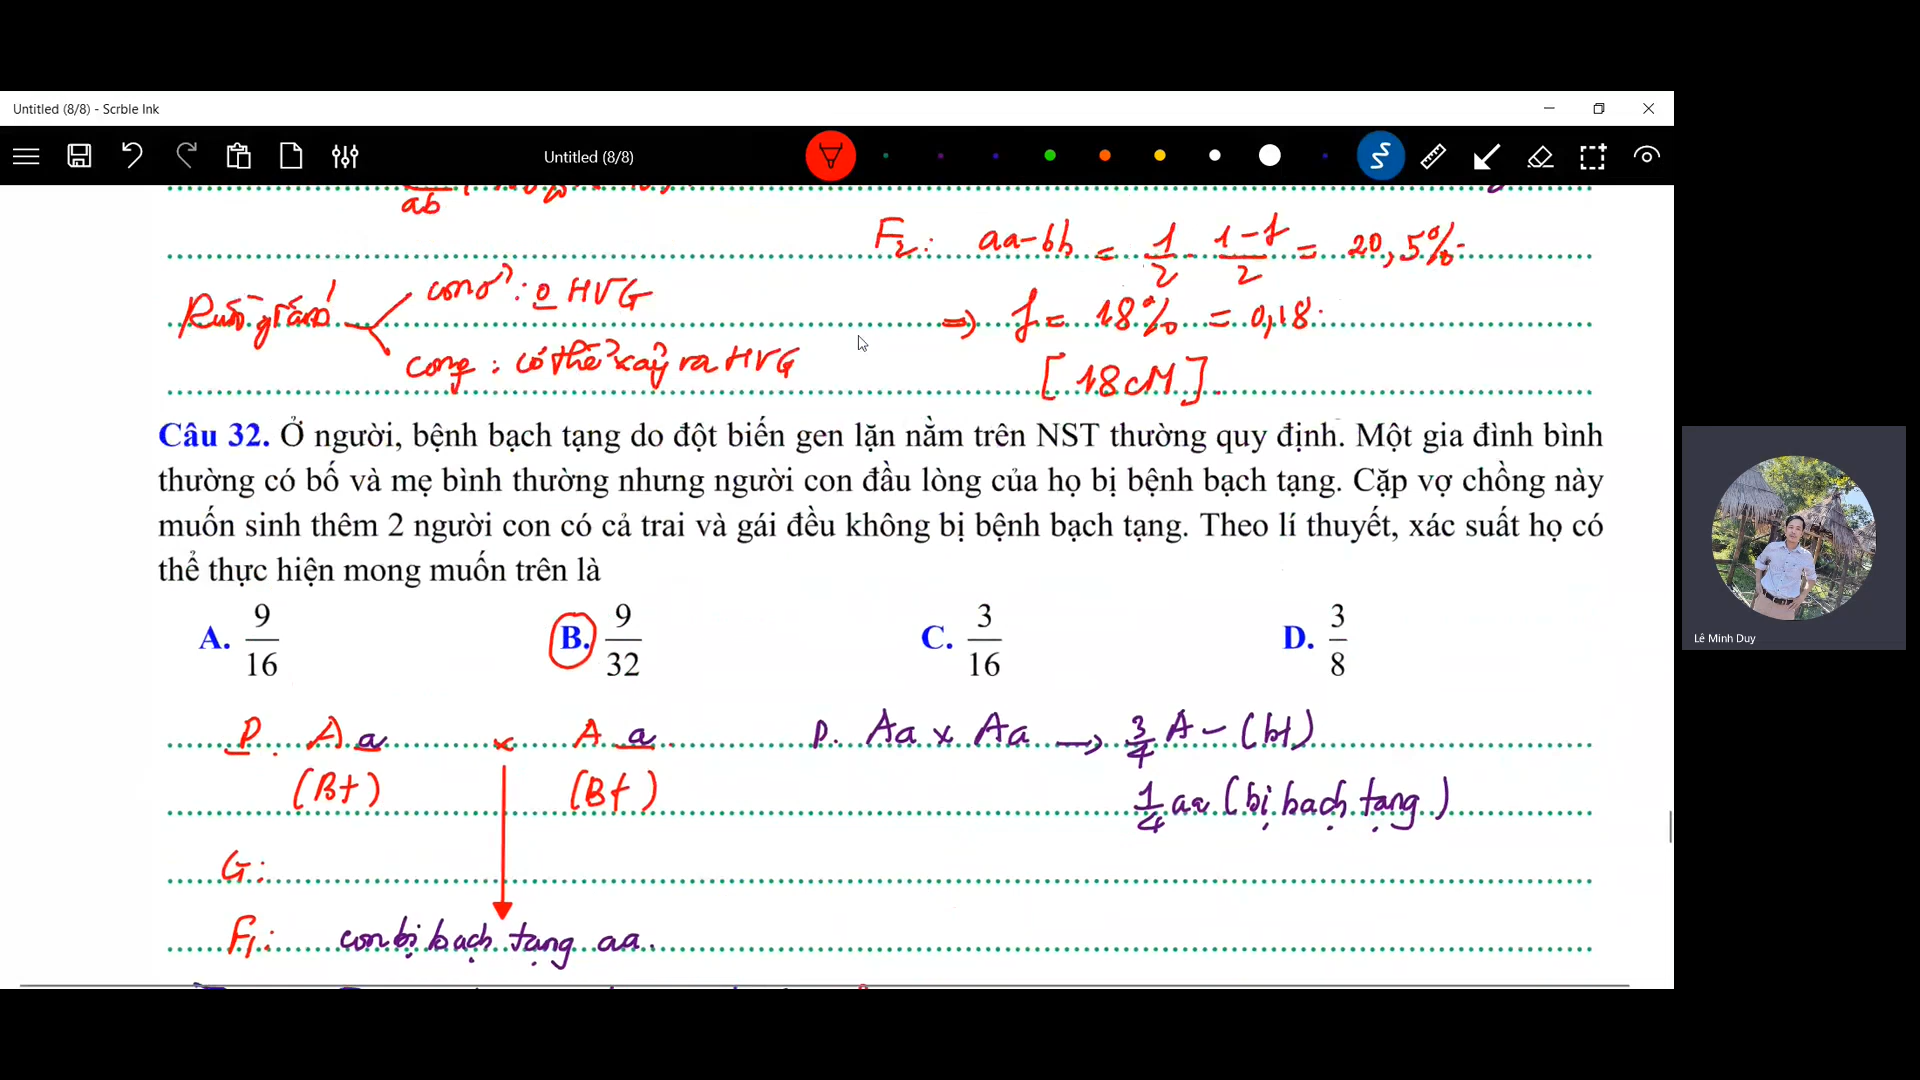 Untitled (8/8) - Scrble Ink
Untitled (8/8)
ab
F2: aa-bb = 1/2 . 1-f/2 = 20,5%
Ruồi giấm
con ♂: 0 HVG
=> f = 18% = 0,18.
con ♀: có thể xảy ra HVG
[18cM].
Câu 32. Ở người, bệnh bạch tạng do đột biến gen lặn nằm trên NST thường quy định. Một gia đình bình
thường có bố và mẹ bình thường nhưng người con đầu lòng của họ bị bệnh bạch tạng. Cặp vợ chồng này
muốn sinh thêm 2 người con có cả trai và gái đều không bị bệnh bạch tạng. Theo lí thuyết, xác suất họ có
thể thực hiện mong muốn trên là
A. 9/16 B. 9/32 C. 3/16 D. 3/8
P. Aa x Aa P. Aa x Aa → 3/4 A- (bt)
(Bt) (Bt) 1/4 aa (bị bạch tạng)
G:
F1: con bị bạch tạng aa.
Lê Minh Duy